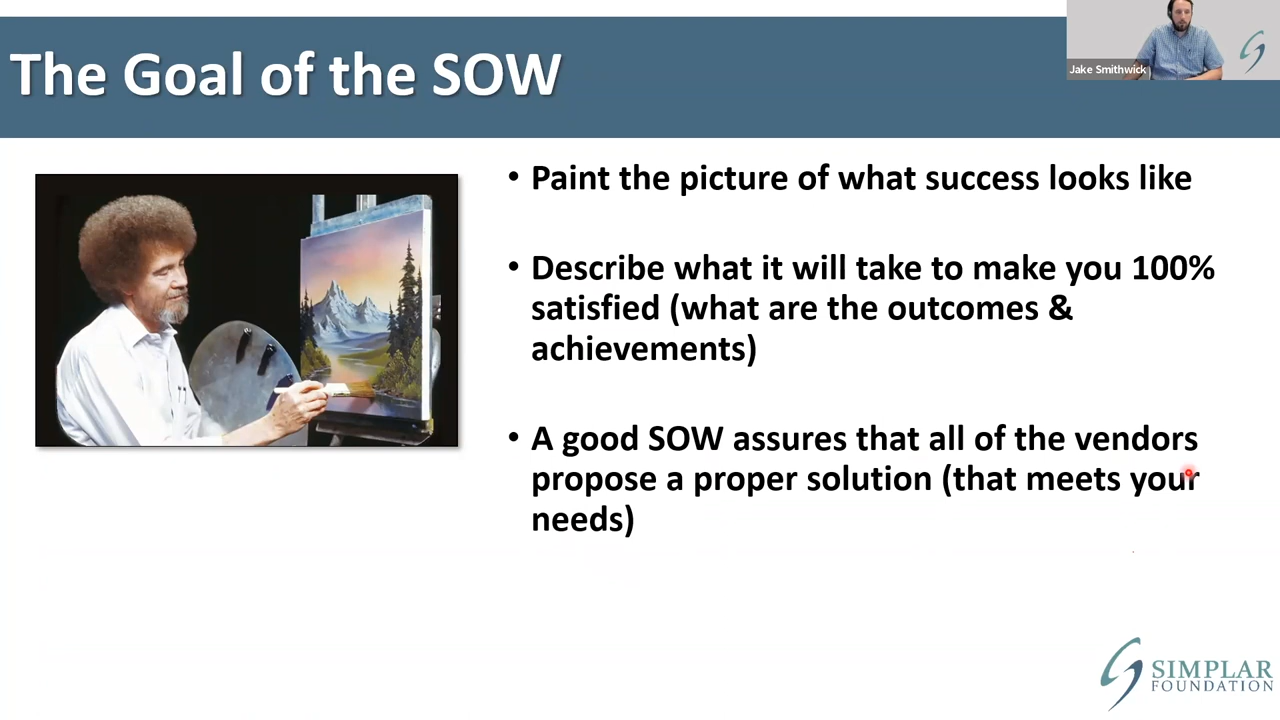 The Goal of the SOW
Jake Smithwick
• Paint the picture of what success looks like
• Describe what it will take to make you 100%
satisfied (what are the outcomes &
achievements)
• A good SOW assures that all of the vendors
propose a proper solution (that meets your
needs)
SIMPLAR
FOUNDATION